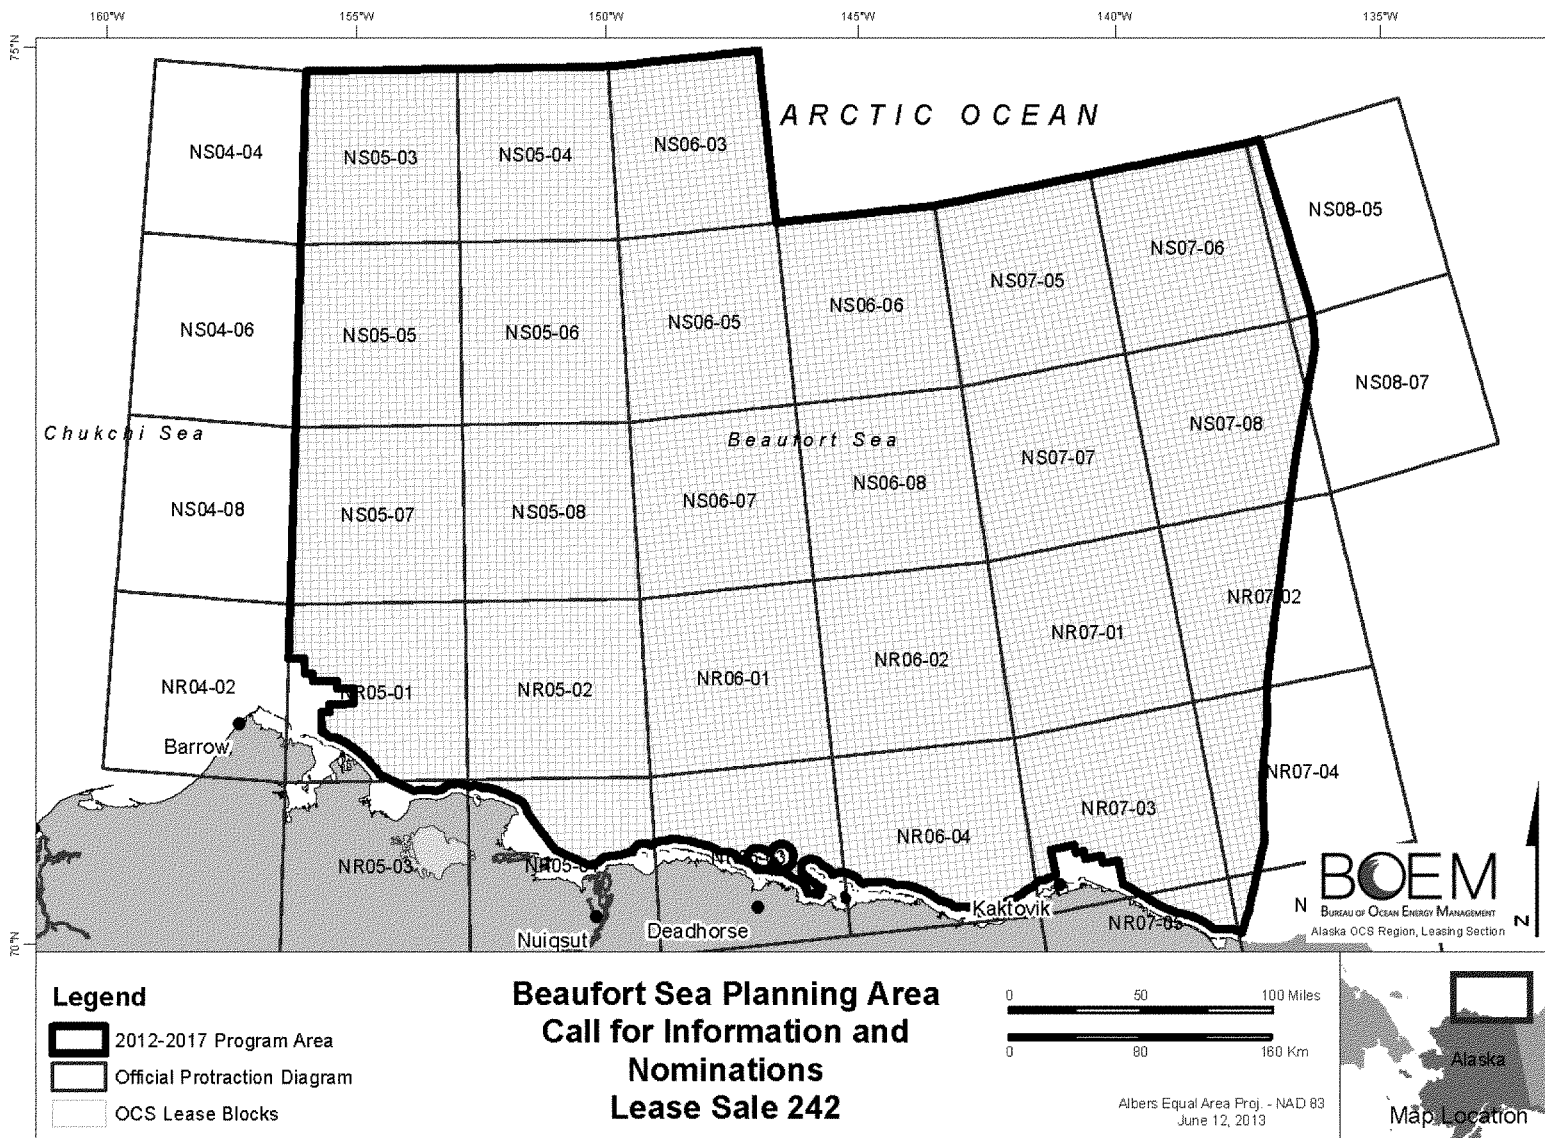 160°W 155°W 150°W 145°W 140°W 135°W
75°N
ARCTIC OCEAN
NS04-04 NS05-03 NS05-04 NS06-03
NS08-05
NS04-06 NS05-05 NS05-06 NS06-05 NS06-06 NS07-05 NS07-06
NS08-07
Chukchi Sea
Beaufort Sea
NS04-08 NS05-07 NS05-08 NS06-07 NS06-08 NS07-07 NS07-08
NR04-02 NR05-01 NR05-02 NR06-01 NR06-02 NR07-01 NR07-02
Barrow
NR05-03 NR06-04 NR07-03 NR07-04
Nuiqsut
Deadhorse
Kaktovik
NR07-05
N
70°N
BOEM
BUREAU OF OCEAN ENERGY MANAGEMENT
Alaska OCS Region, Leasing Section
N
Legend
2012-2017 Program Area
Official Protraction Diagram
OCS Lease Blocks
Beaufort Sea Planning Area
Call for Information and
Nominations
Lease Sale 242
0 50 100 Miles
0 80 160 Km
Albers Equal Area Proj. - NAD 83
June 12, 2013
Alaska
Map Location